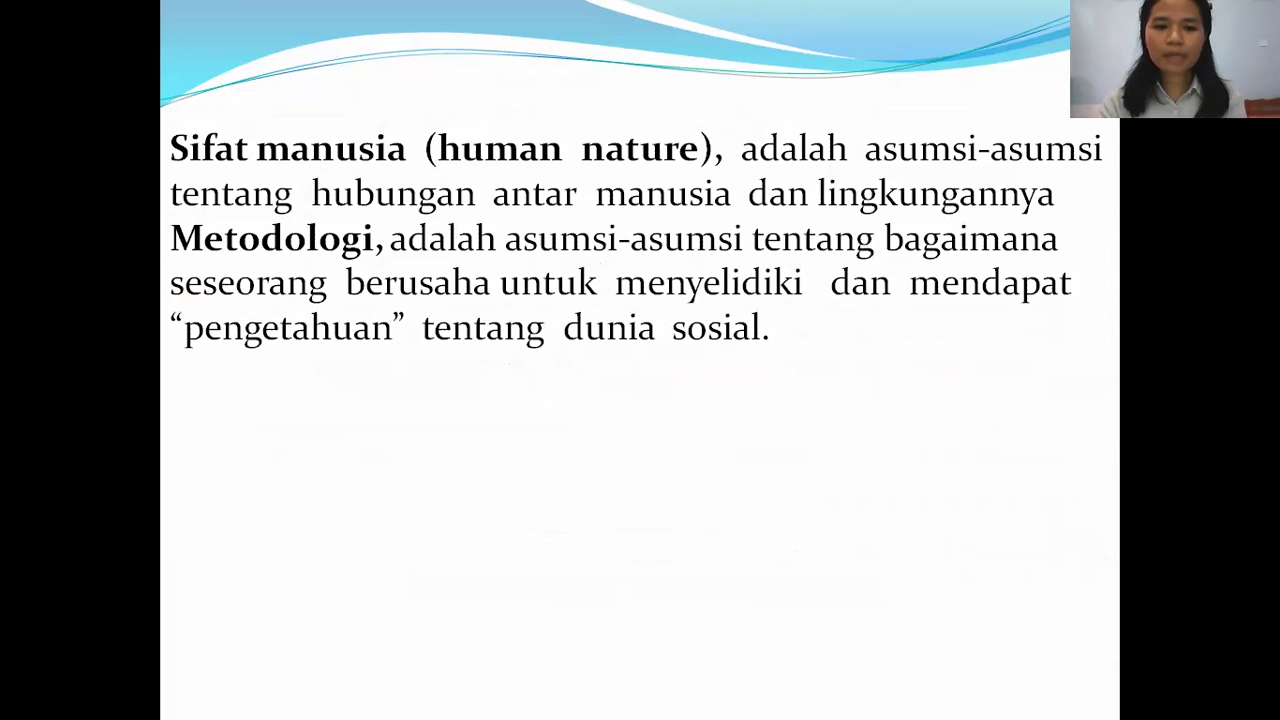 Sifat manusia (human nature), adalah asumsi-asumsi
tentang hubungan antar manusia dan lingkungannya
Metodologi, adalah asumsi-asumsi tentang bagaimana
seseorang berusaha untuk menyelidiki dan mendapat
“pengetahuan” tentang dunia sosial.